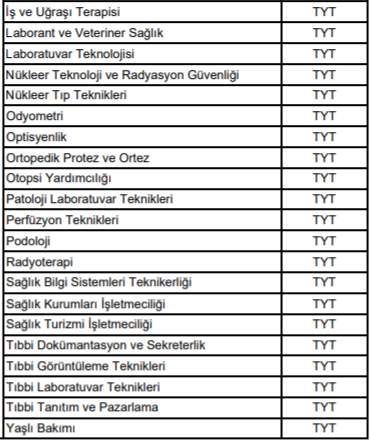 İş ve Uğraşı Terapisi TYT
Laborant ve Veteriner Sağlık TYT
Laboratuvar Teknolojisi TYT
Nükleer Teknoloji ve Radyasyon Güvenliği TYT
Nükleer Tıp Teknikleri TYT
Odyometri TYT
Optisyenlik TYT
Ortopedik Protez ve Ortez TYT
Otopsi Yardımcılığı TYT
Patoloji Laboratuvar Teknikleri TYT
Perfüzyon Teknikleri TYT
Podoloji TYT
Radyoterapi TYT
Sağlık Bilgi Sistemleri Teknikerliği TYT
Sağlık Kurumları İşletmeciliği TYT
Sağlık Turizmi İşletmeciliği TYT
Tıbbi Dokümantasyon ve Sekreterlik TYT
Tıbbi Görüntüleme Teknikleri TYT
Tıbbi Laboratuvar Teknikleri TYT
Tıbbi Tanıtım ve Pazarlama TYT
Yaşlı Bakımı TYT